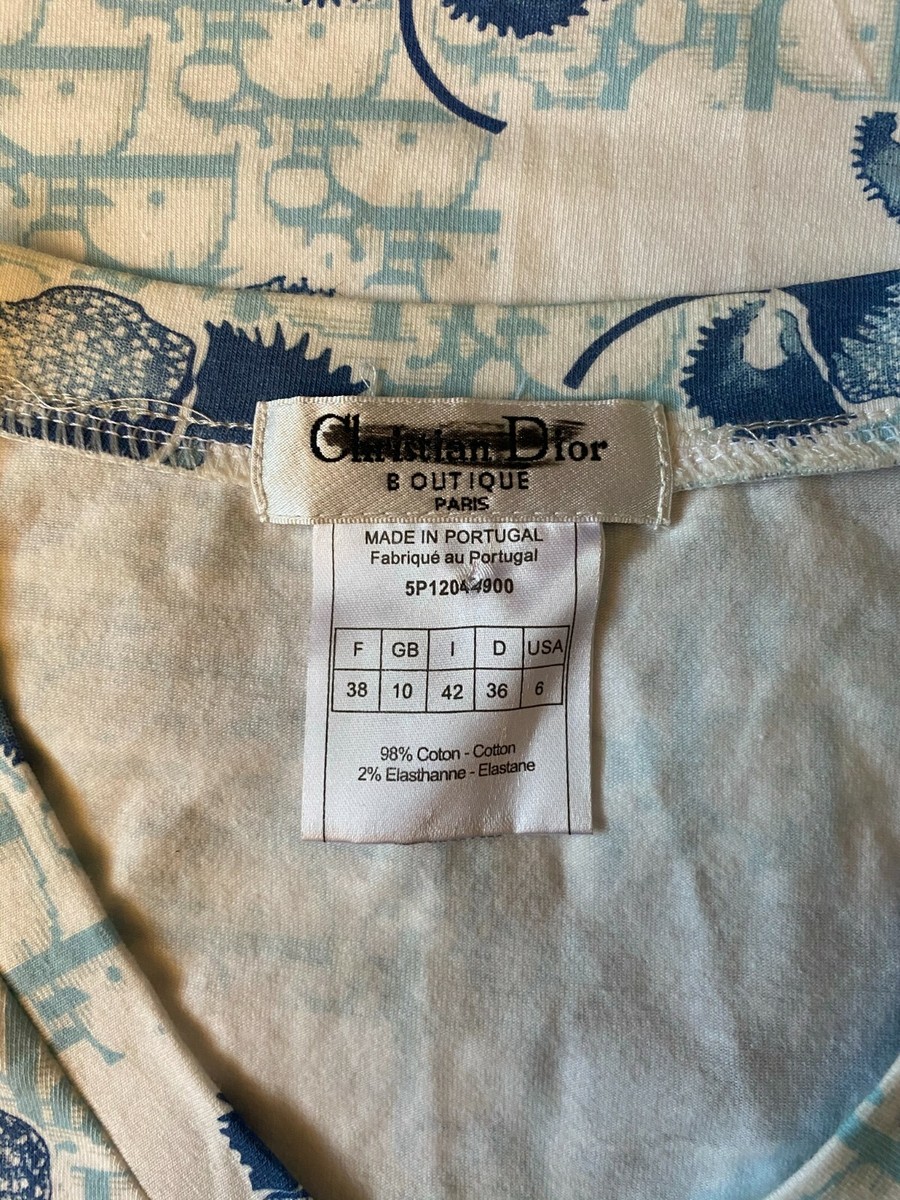 Christian Dior
BOUTIQUE
PARIS
MADE IN PORTUGAL
Fabriqué au Portugal
5P12044900
F GB I D USA
38 10 42 36 6
98% Coton - Cotton
2% Elasthanne - Elastane